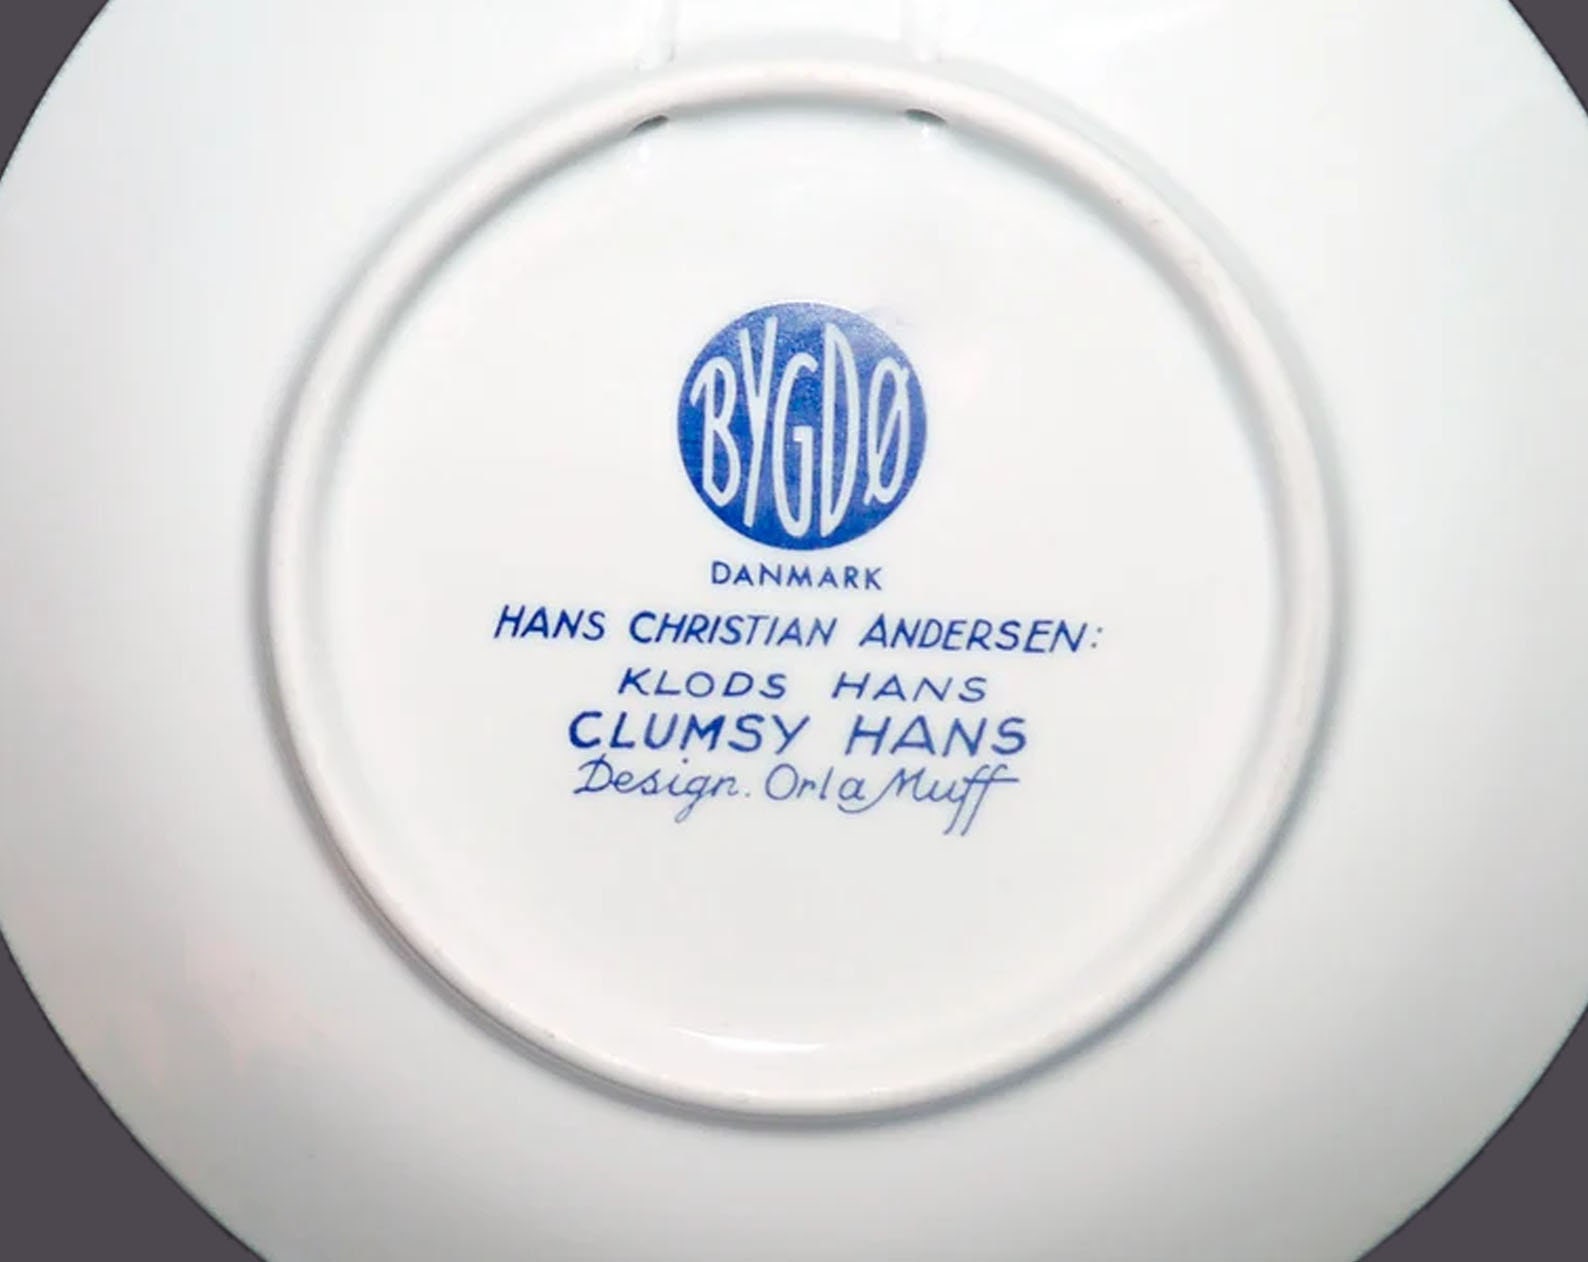 BYGDØ
DANMARK
HANS CHRISTIAN ANDERSEN:
KLODS HANS
CLUMSY HANS
Design. Orla Muff